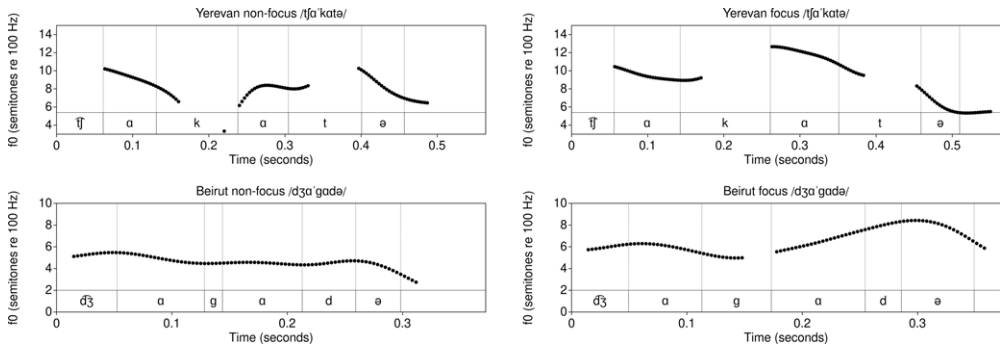 Yerevan non-focus /t͡ʃɑˈkɑtə/
f0 (semitones re 100 Hz)
14
12
10
8
6
4
t͡ʃ ɑ k ɑ t ə
0 0.1 0.2 0.3 0.4 0.5
Time (seconds)
Yerevan focus /t͡ʃɑˈkɑtə/
f0 (semitones re 100 Hz)
14
12
10
8
6
4
t͡ʃ ɑ k ɑ t ə
0 0.1 0.2 0.3 0.4 0.5
Time (seconds)
Beirut non-focus /dʒɑˈɡɑdə/
f0 (semitones re 100 Hz)
10
8
6
4
2
0
d͡ʒ ɑ ɡ ɑ d ə
0 0.1 0.2 0.3
Time (seconds)
Beirut focus /dʒɑˈɡɑdə/
f0 (semitones re 100 Hz)
10
8
6
4
2
0
d͡ʒ ɑ ɡ ɑ d ə
0 0.1 0.2 0.3
Time (seconds)